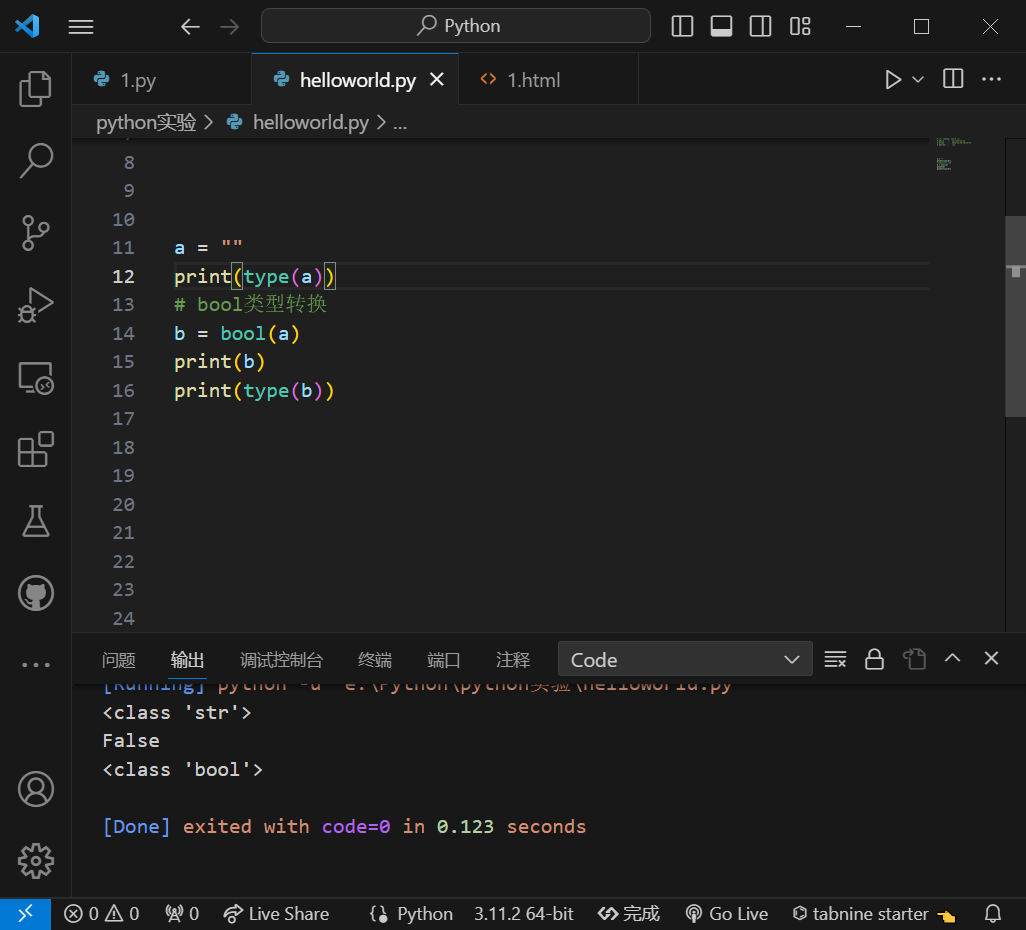 Python
1.py
helloworld.py
1.html
python实验 > helloworld.py > ...
8
9
10
11 a = ""
12 print(type(a))
13 # bool类型转换
14 b = bool(a)
15 print(b)
16 print(type(b))
17
18
19
20
21
22
23
24
问题 输出 调试控制台 终端 端口 注释 Code
[Running] python -u "e:\Python\python实验\helloworld.py"
<class 'str'>
False
<class 'bool'>
[Done] exited with code=0 in 0.123 seconds
0 0 0 Live Share Python 3.11.2 64-bit 完成 Go Live tabnine starter